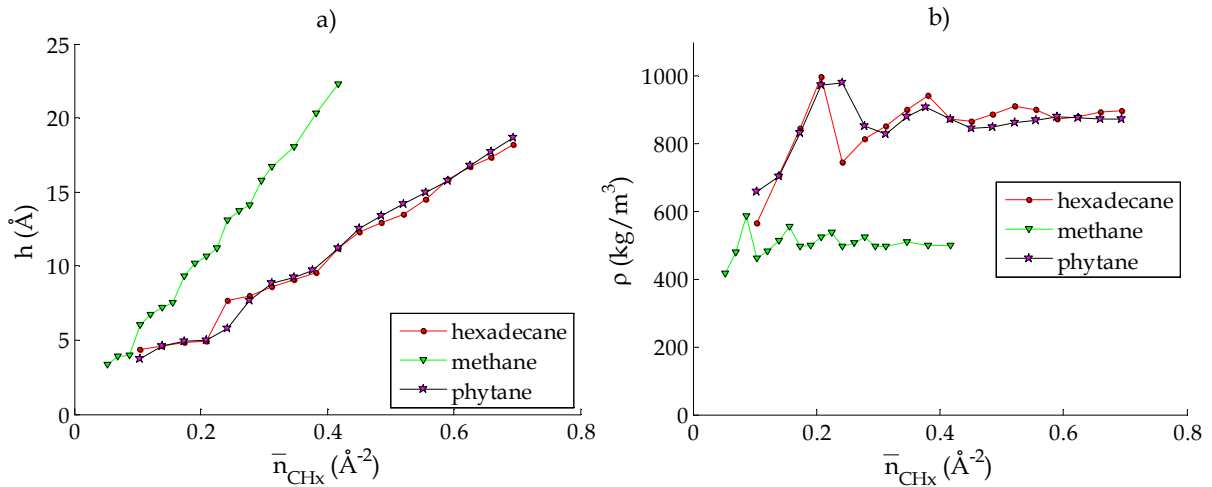 a)
25
20
15
10
5
0
h (Å)
0
0.2
0.4
0.6
0.8
n̅CHx (Å-2)
hexadecane
methane
phytane
b)
1000
800
600
400
200
0
ρ (kg/m3)
0
0.2
0.4
0.6
0.8
n̅CHx (Å-2)
hexadecane
methane
phytane